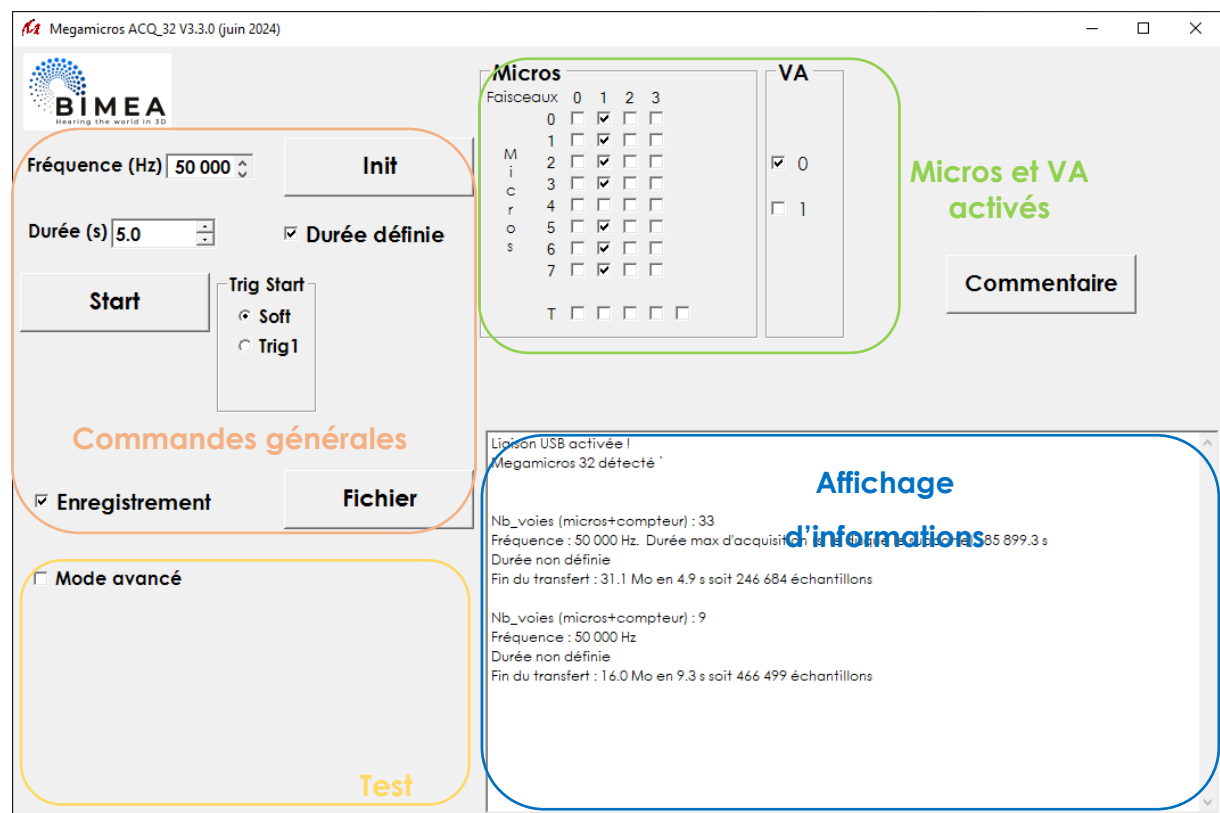 Megamicros ACQ_32 V3.3.0 (juin 2024)
BIMEA
Hearing the world in 3D
Fréquence (Hz) 50 000
Init
Durée (s) 5.0
Durée définie
Start
Trig Start
Soft
Trig1
Commandes générales
Enregistrement
Fichier
Mode avancé
Test
Micros
Faisceaux 0 1 2 3
Micros
0
1
2
3
4
5
6
7
T
VA
0
1
Micros et VA
activés
Commentaire
Liaison USB activée !
Megamicros 32 détecté `
Affichage
d'informations
Nb_voies (micros+compteur) : 33
Fréquence : 50 000 Hz. Durée max d'acquisition 85 899.3 s
Durée non définie
Fin du transfert : 31.1 Mo en 4.9 s soit 246 684 échantillons
Nb_voies (micros+compteur) : 9
Fréquence : 50 000 Hz
Durée non définie
Fin du transfert : 16.0 Mo en 9.3 s soit 466 499 échantillons